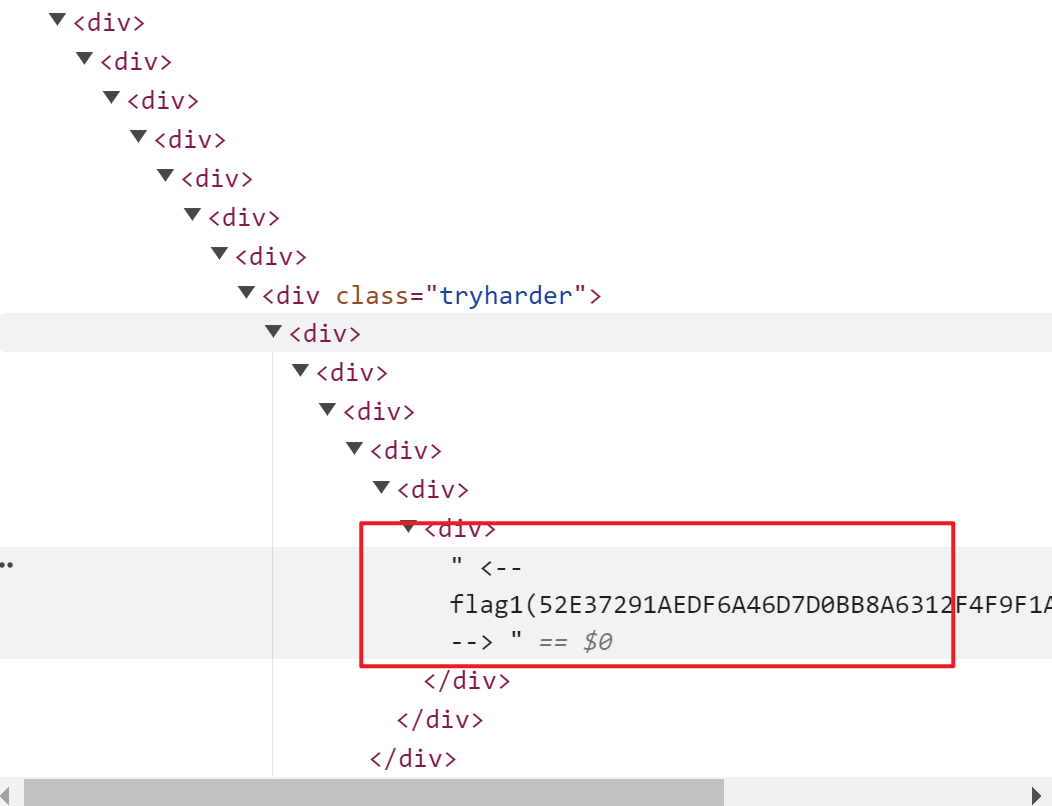 <div>
<div>
<div>
<div>
<div>
<div>
<div>
<div class="tryharder">
<div>
<div>
<div>
<div>
<div>
<div>
" <--
flag1(52E37291AEDF6A46D7D0BB8A6312F4F9F1A
--> " == $0
</div>
</div>
</div>